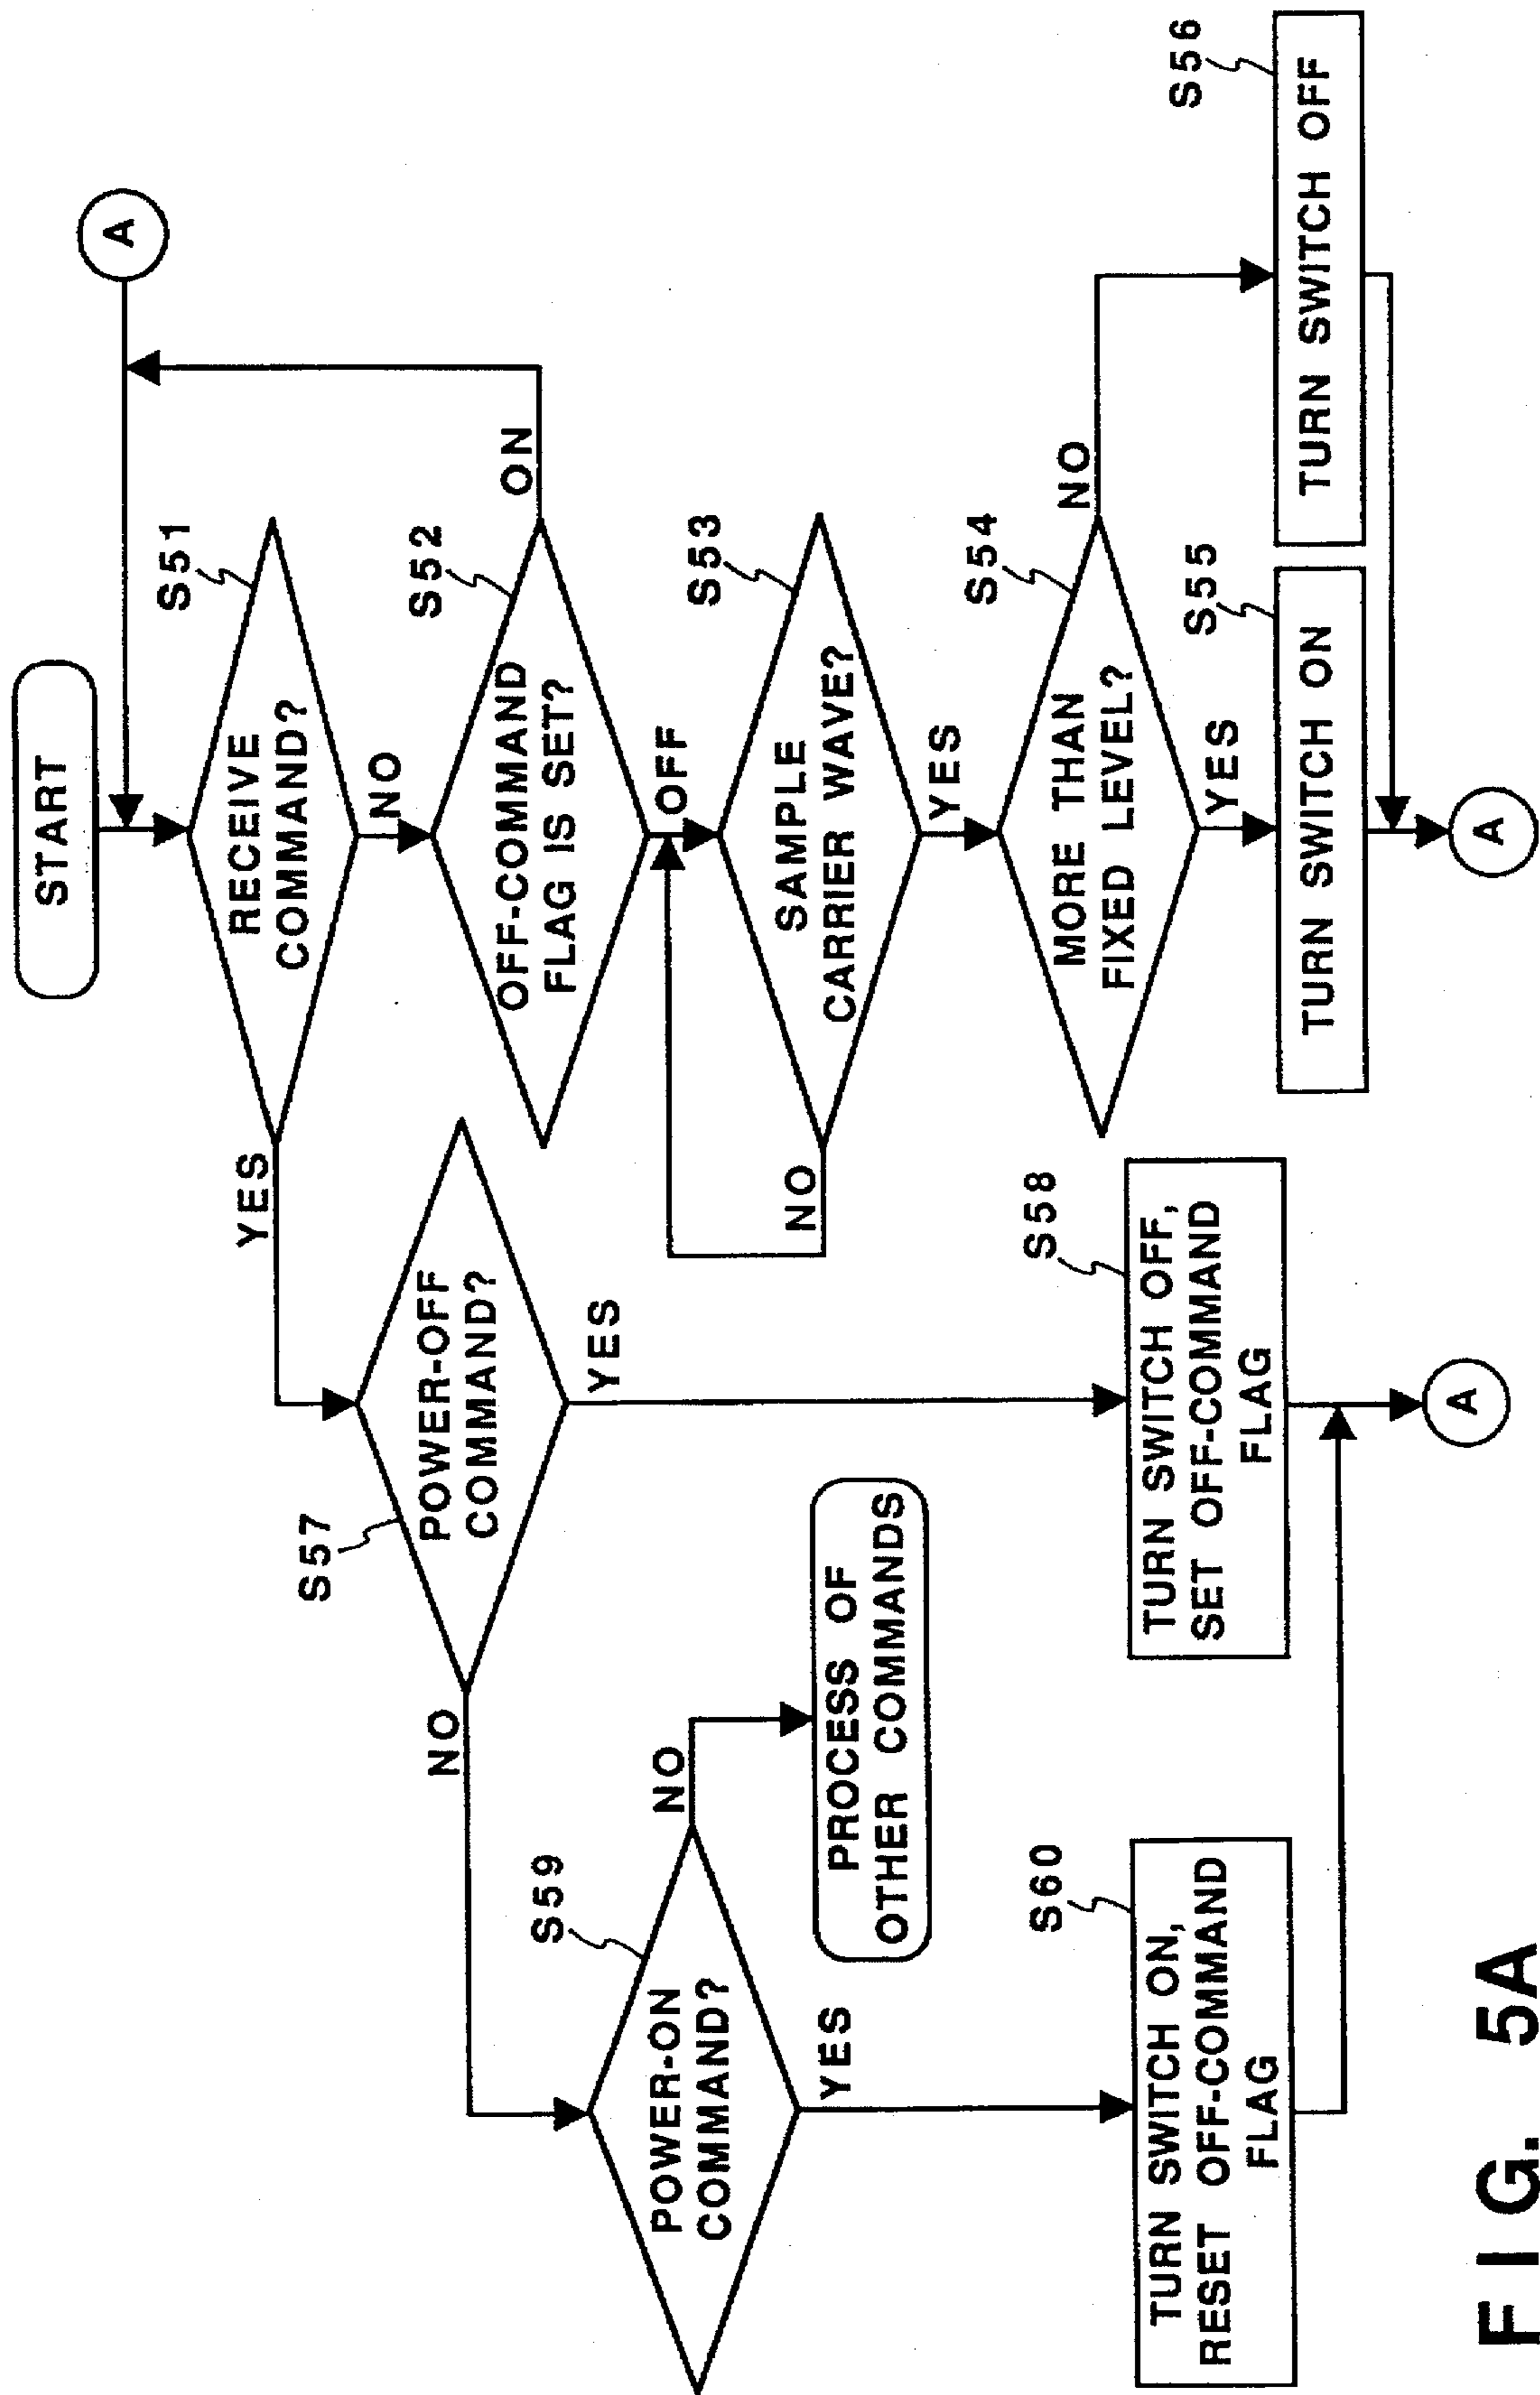 START
A
S51
RECEIVE
COMMAND?
YES
NO
S52
OFF-COMMAND
FLAG IS SET?
ON
OFF
S53
SAMPLE
CARRIER WAVE?
NO
YES
S54
MORE THAN
FIXED LEVEL?
NO
YES
S55
TURN SWITCH ON
S56
TURN SWITCH OFF
A
S57
POWER-OFF
COMMAND?
NO
YES
S58
TURN SWITCH OFF,
SET OFF-COMMAND
FLAG
A
S59
POWER-ON
COMMAND?
NO
PROCESS OF
OTHER COMMANDS
YES
S60
TURN SWITCH ON,
RESET OFF-COMMAND
FLAG
FIG. 5A